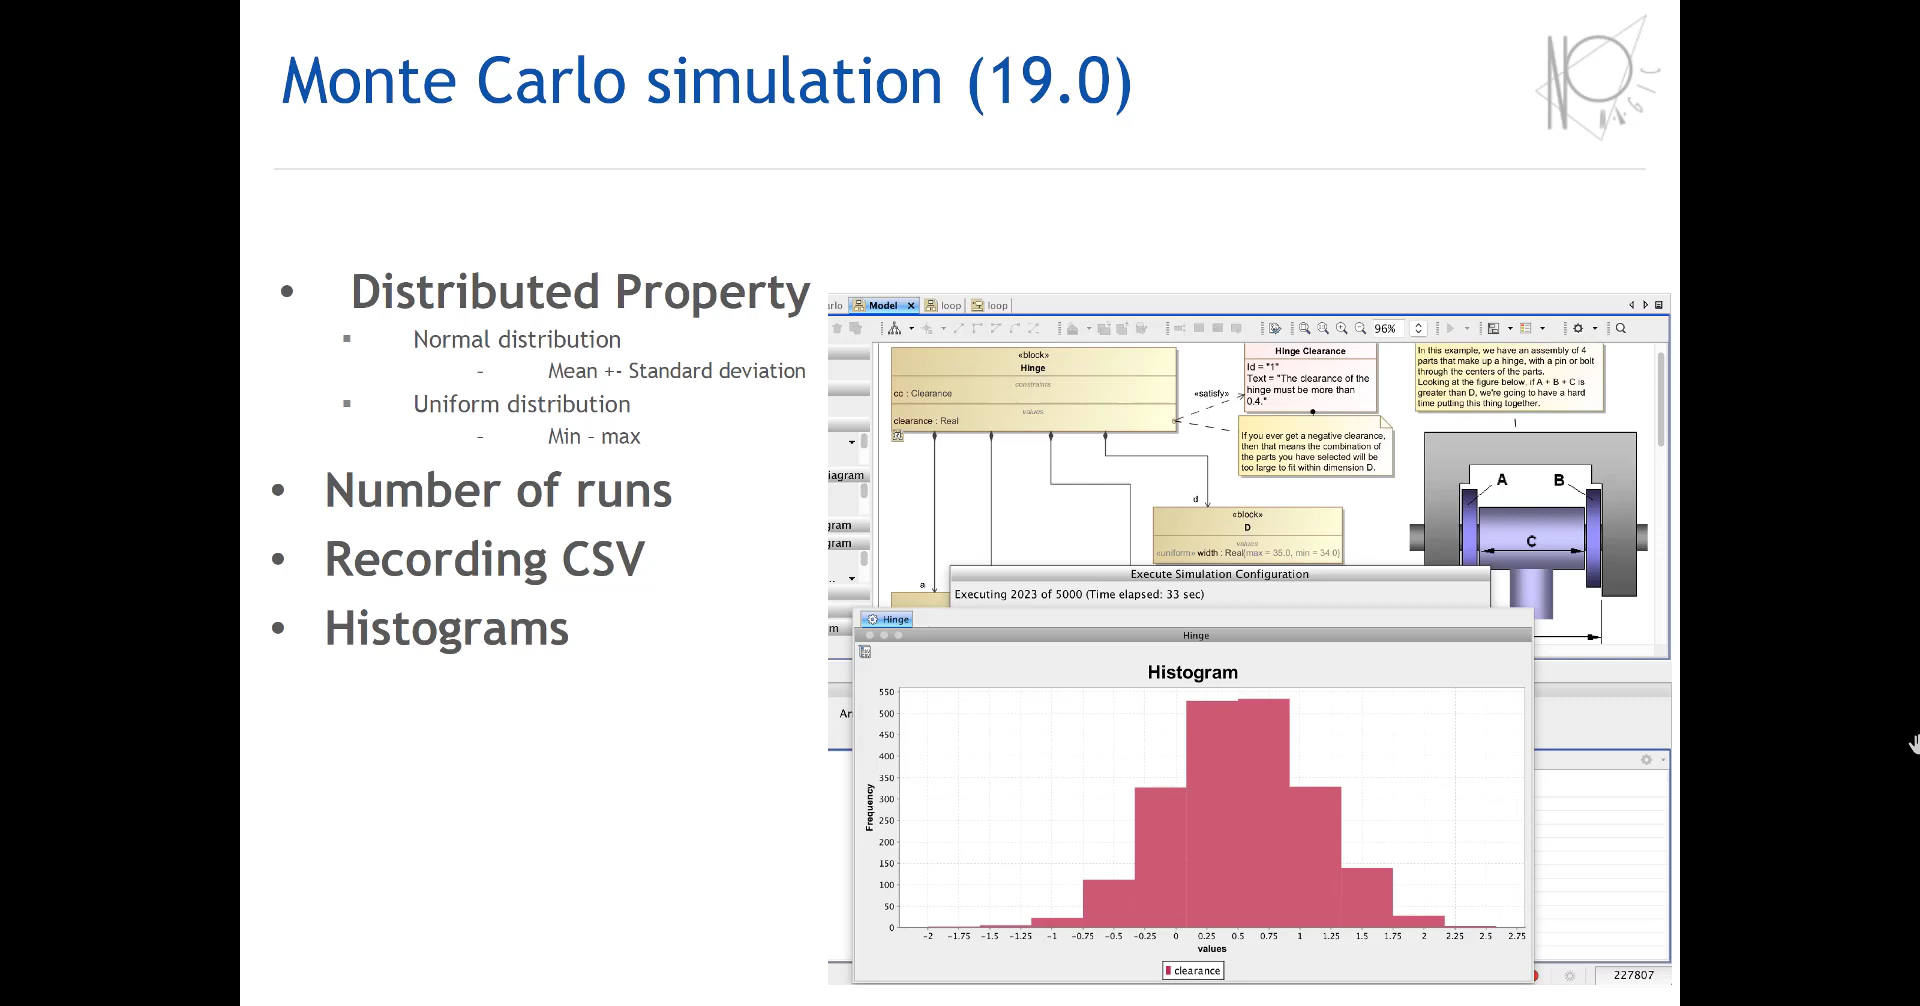 Monte Carlo simulation (19.0)
NO MAGIC
• Distributed Property
▪ Normal distribution
- Mean +- Standard deviation
▪ Uniform distribution
- Min - max
• Number of runs
• Recording CSV
• Histograms
rlo Model loop loop
96%
«block»
Hinge
constraints
cc : Clearance
values
clearance : Real
«satisfy»
Hinge Clearance
Id = "1"
Text = "The clearance of the
hinge must be more than
0.4."
If you ever get a negative clearance,
then that means the combination of
the parts you have selected will be
too large to fit within dimension D.
In this example, we have an assembly of 4
parts that make up a hinge, with a pin or bolt
through the centers of the parts.
Looking at the figure below, if A + B + C is
greater than D, we're going to have a hard
time putting this thing together.
A B
C
iagram
gram
gram
m
a
d
«block»
D
values
«uniform» width : Real{max = 35.0, min = 34.0}
Execute Simulation Configuration
Executing 2023 of 5000 (Time elapsed: 33 sec)
Hinge
Hinge
Histogram
An
Frequency
550
500
450
400
350
300
250
200
150
100
50
0
-2 -1.75 -1.5 -1.25 -1 -0.75 -0.5 -0.25 0 0.25 0.5 0.75 1 1.25 1.5 1.75 2 2.25 2.5 2.75
values
clearance
227807